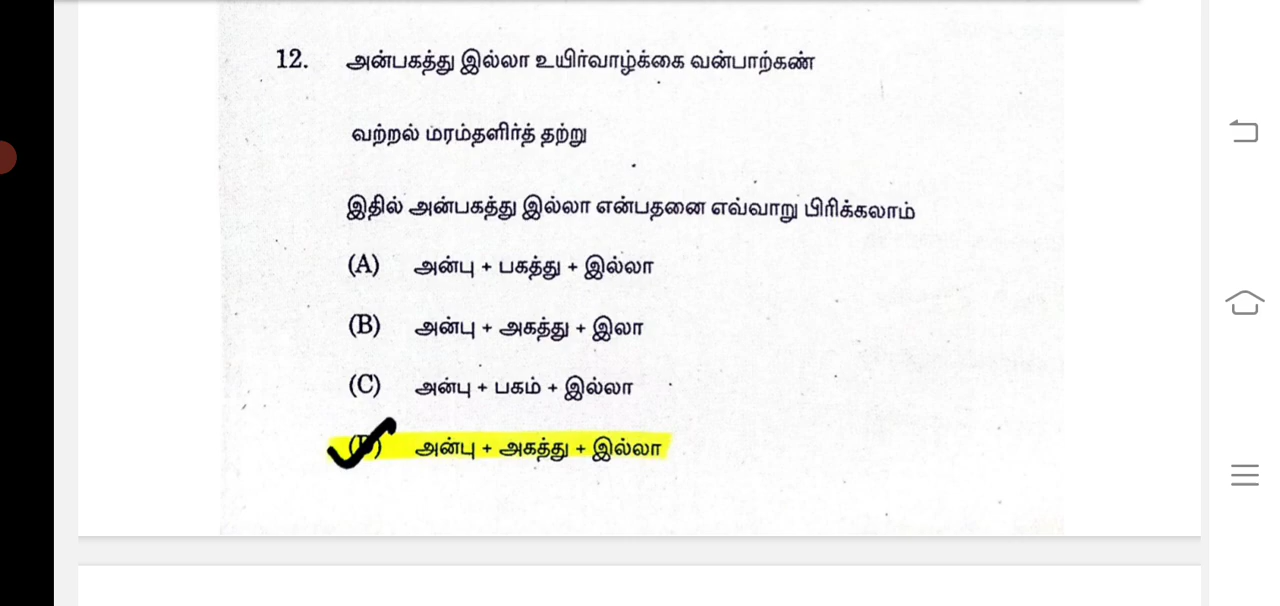 12. அன்பகத்து இல்லா உயிர்வாழ்க்கை வன்பாற்கண்
வற்றல் மரம்தளிர்த் தற்று
இதில் அன்பகத்து இல்லா என்பதனை எவ்வாறு பிரிக்கலாம்
(A) அன்பு + பகத்து + இல்லா
(B) அன்பு + அகத்து + இலா
(C) அன்பு + பகம் + இல்லா
(D) அன்பு + அகத்து + இல்லா